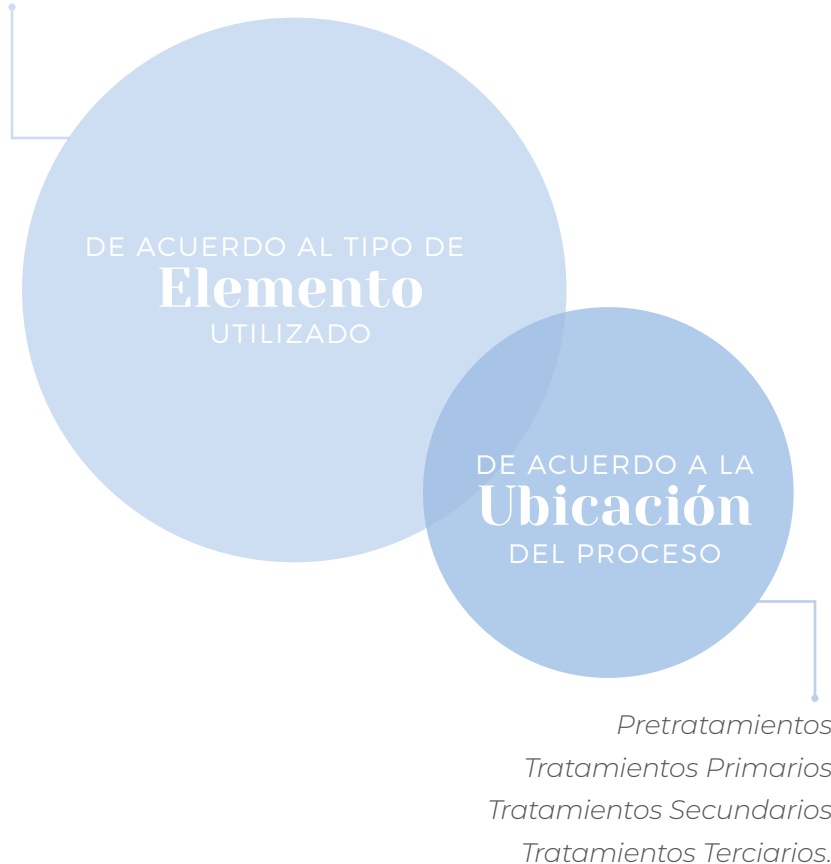 DE ACUERDO AL TIPO DE
Elemento
UTILIZADO
DE ACUERDO A LA
Ubicación
DEL PROCESO
Pretratamientos
Tratamientos Primarios
Tratamientos Secundarios
Tratamientos Terciarios.